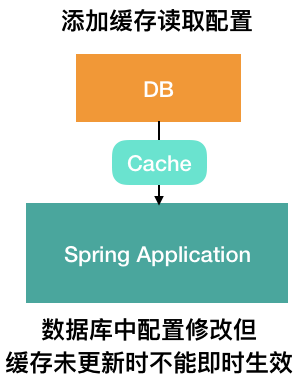 添加缓存读取配置
DB
Cache
Spring Application
数据库中配置修改但
缓存未更新时不能即时生效